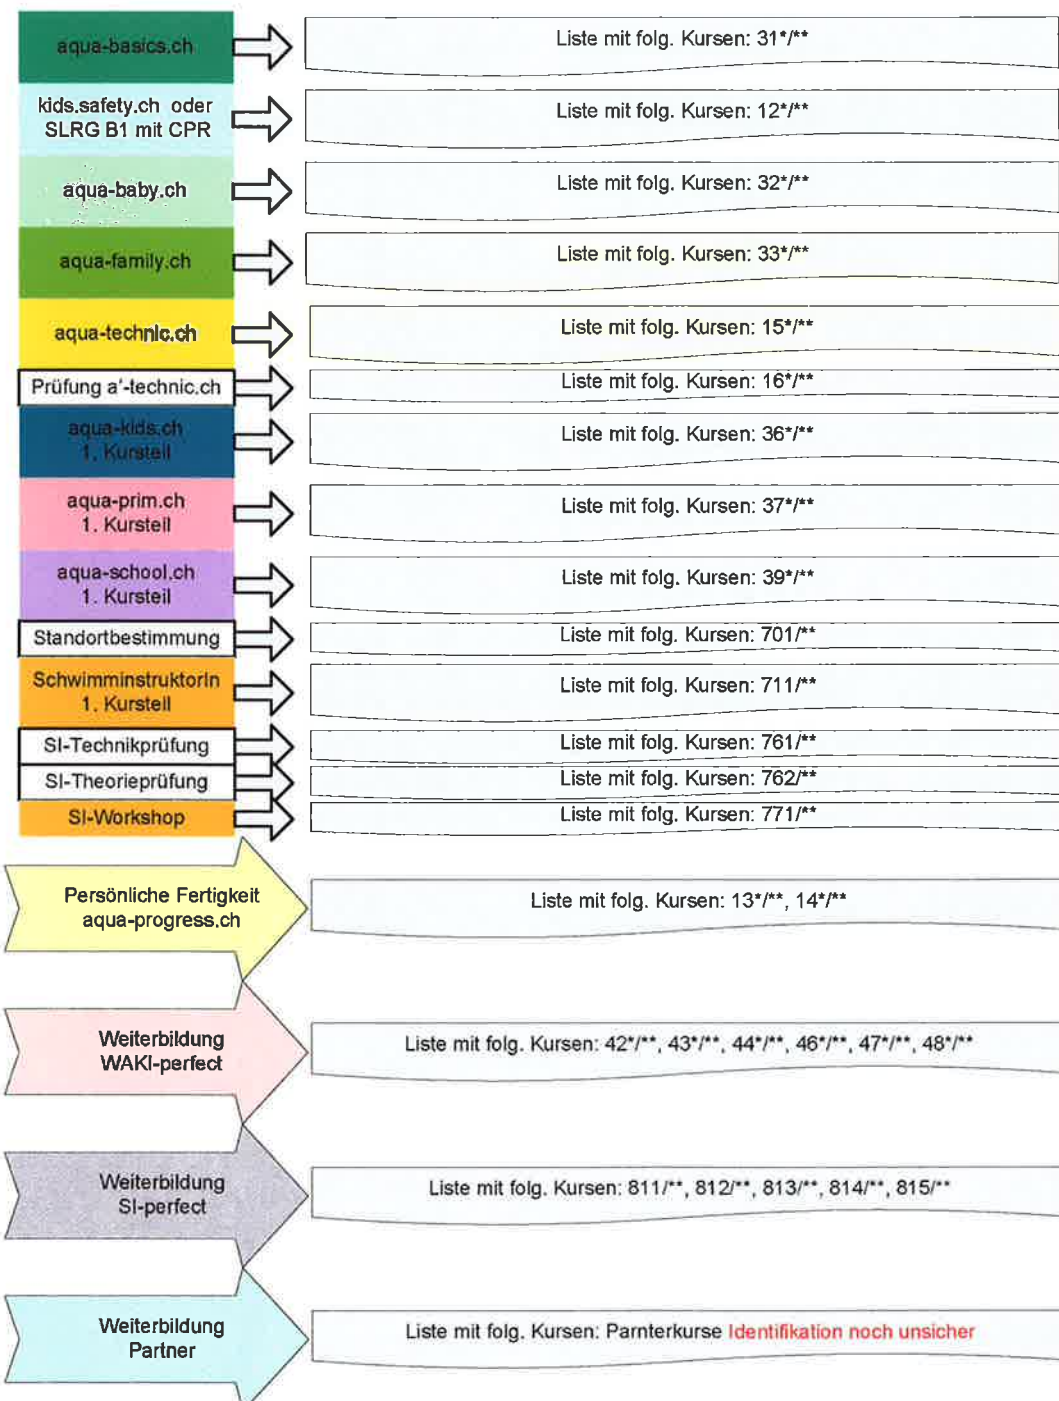 aqua-basics.ch
Liste mit folg. Kursen: 31*/**
kids.safety.ch oder
SLRG B1 mit CPR
Liste mit folg. Kursen: 12*/**
aqua-baby.ch
Liste mit folg. Kursen: 32*/**
aqua-family.ch
Liste mit folg. Kursen: 33*/**
aqua-technic.ch
Liste mit folg. Kursen: 15*/**
Prüfung a'-technic.ch
Liste mit folg. Kursen: 16*/**
aqua-kids.ch
1. Kursteil
Liste mit folg. Kursen: 36*/**
aqua-prim.ch
1. Kursteil
Liste mit folg. Kursen: 37*/**
aqua-school.ch
1. Kursteil
Liste mit folg. Kursen: 39*/**
Standortbestimmung
Liste mit folg. Kursen: 701/**
SchwimminstruktorIn
1. Kursteil
Liste mit folg. Kursen: 711/**
SI-Technikprüfung
Liste mit folg. Kursen: 761/**
SI-Theorieprüfung
Liste mit folg. Kursen: 762/**
SI-Workshop
Liste mit folg. Kursen: 771/**
Persönliche Fertigkeit
aqua-progress.ch
Liste mit folg. Kursen: 13*/**, 14*/**
Weiterbildung
WAKI-perfect
Liste mit folg. Kursen: 42*/**, 43*/**, 44*/**, 46*/**, 47*/**, 48*/**
Weiterbildung
SI-perfect
Liste mit folg. Kursen: 811/**, 812/**, 813/**, 814/**, 815/**
Weiterbildung
Partner
Liste mit folg. Kursen: Parnterkurse Identifikation noch unsicher